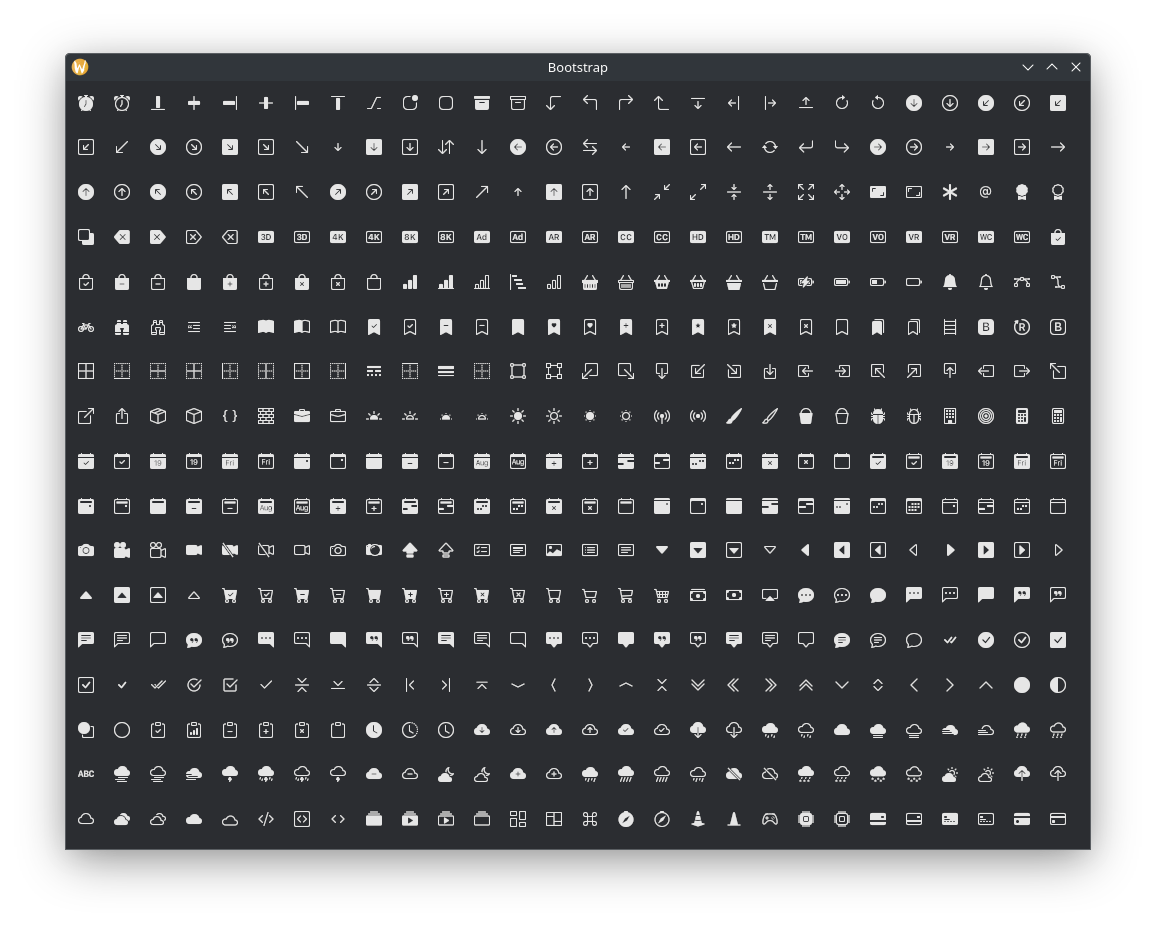 Bootstrap
@
3D 3D 4K 4K 8K 8K Ad Ad AR AR CC CC HD HD TM TM VO VO VR VR WC WC
B R B
{ }
19 19 Fri Fri Aug Aug 19 19 Fri Fri
Aug Aug
ABC
</>